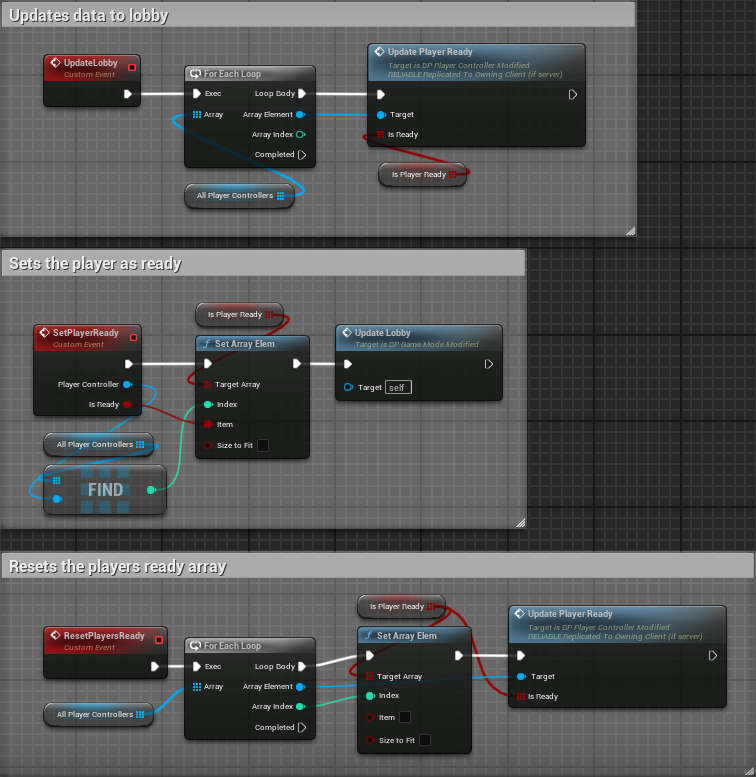 Updates data to lobby
UpdateLobby
Custom Event
For Each Loop
Exec
Loop Body
Array
Array Element
Array Index
Completed
All Player Controllers
Update Player Ready
Target is DP Player Controller Modified
RELIABLE Replicated To Owning Client (if server)
Target
Is Ready
Is Player Ready
Sets the player as ready
SetPlayerReady
Custom Event
Player Controller
Is Ready
All Player Controllers
FIND
Is Player Ready
Set Array Elem
Target Array
Index
Item
Size to Fit
Update Lobby
Target is DP Game Mode Modified
Target self
Resets the players ready array
ResetPlayersReady
Custom Event
All Player Controllers
For Each Loop
Exec
Loop Body
Array
Array Element
Array Index
Completed
Is Player Ready
Set Array Elem
Target Array
Index
Item
Size to Fit
Update Player Ready
Target is DP Player Controller Modified
RELIABLE Replicated To Owning Client (if server)
Target
Is Ready